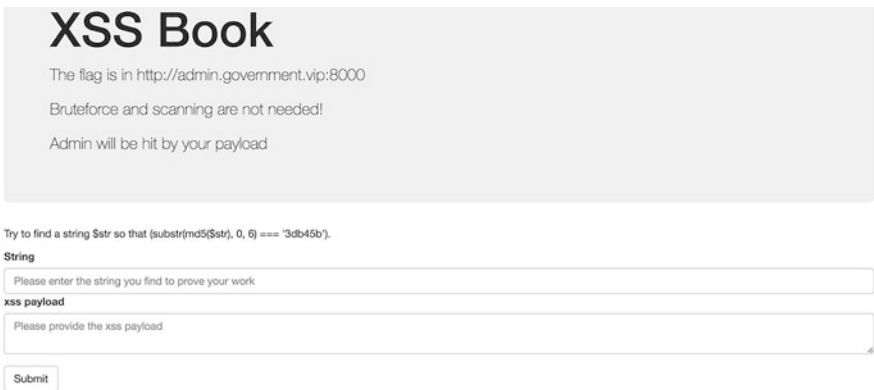 XSS Book
The flag is in http://admin.government.vip:8000
Bruteforce and scanning are not needed!
Admin will be hit by your payload
Try to find a string $str so that (substr(md5($str), 0, 6) === '3db45b').
String
Please enter the string you find to prove your work
xss payload
Please provide the xss payload
Submit